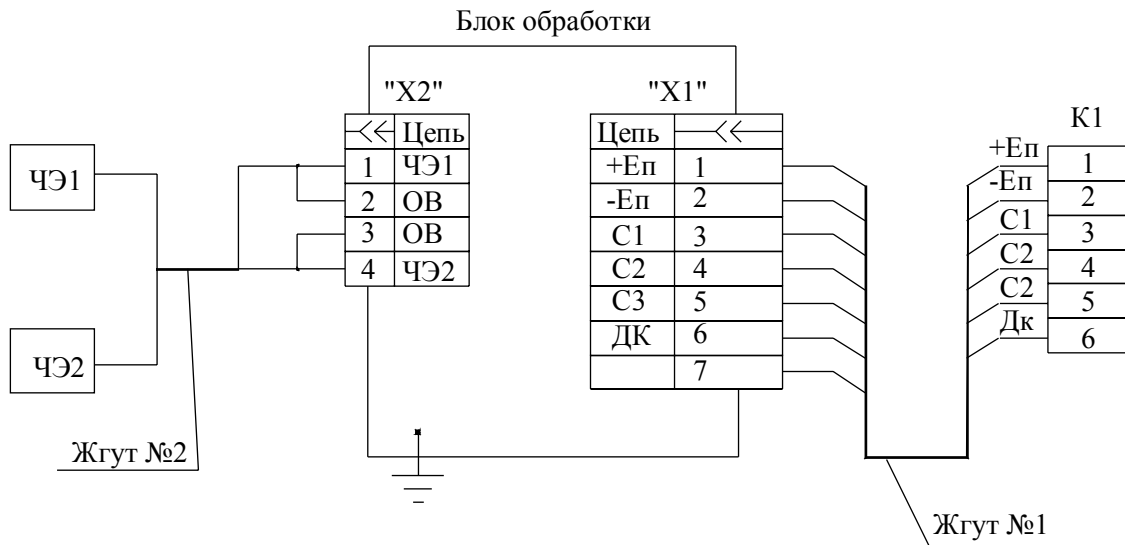 Блок обработки
"X2"
"X1"
К1
Цепь
1 ЧЭ1
2 ОВ
3 ОВ
4 ЧЭ2
Цепь
+Еп 1
-Еп 2
С1 3
С2 4
С3 5
ДК 6
7
+Еп 1
-Еп 2
С1 3
С2 4
С2 5
Дк 6
ЧЭ1
ЧЭ2
Жгут №2
Жгут №1